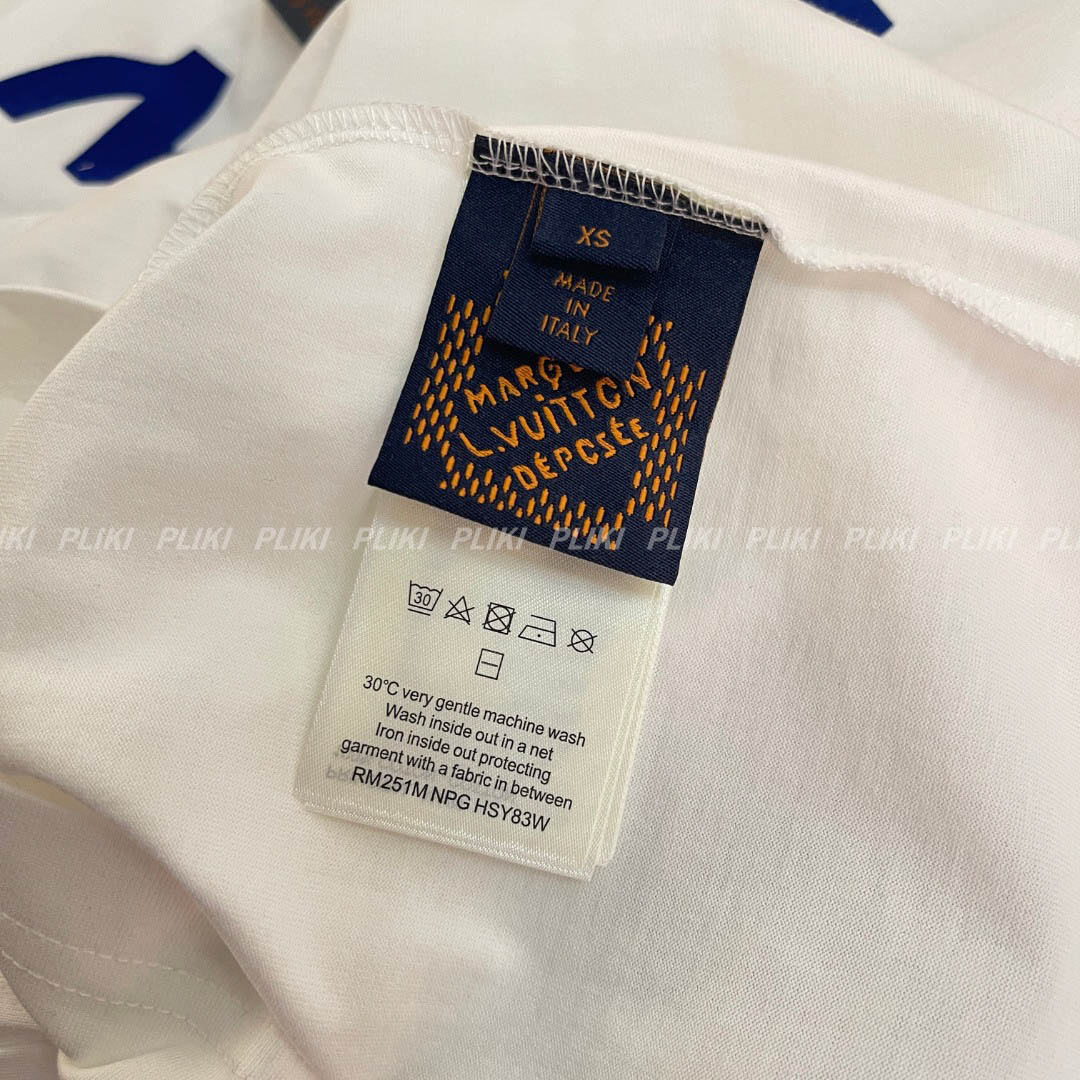 XS
MADE
IN
ITALY
MARQU
L.VUITTON
DÉPOSÉE
PLIKI PLIKI PLIKI PLIKI PLIKI PLIKI PLIKI PLIKI PLIKI PLIKI PLIKI
30
30°C very gentle machine wash
Wash inside out in a net
Iron inside out protecting
garment with a fabric in between
RM251M NPG HSY83W